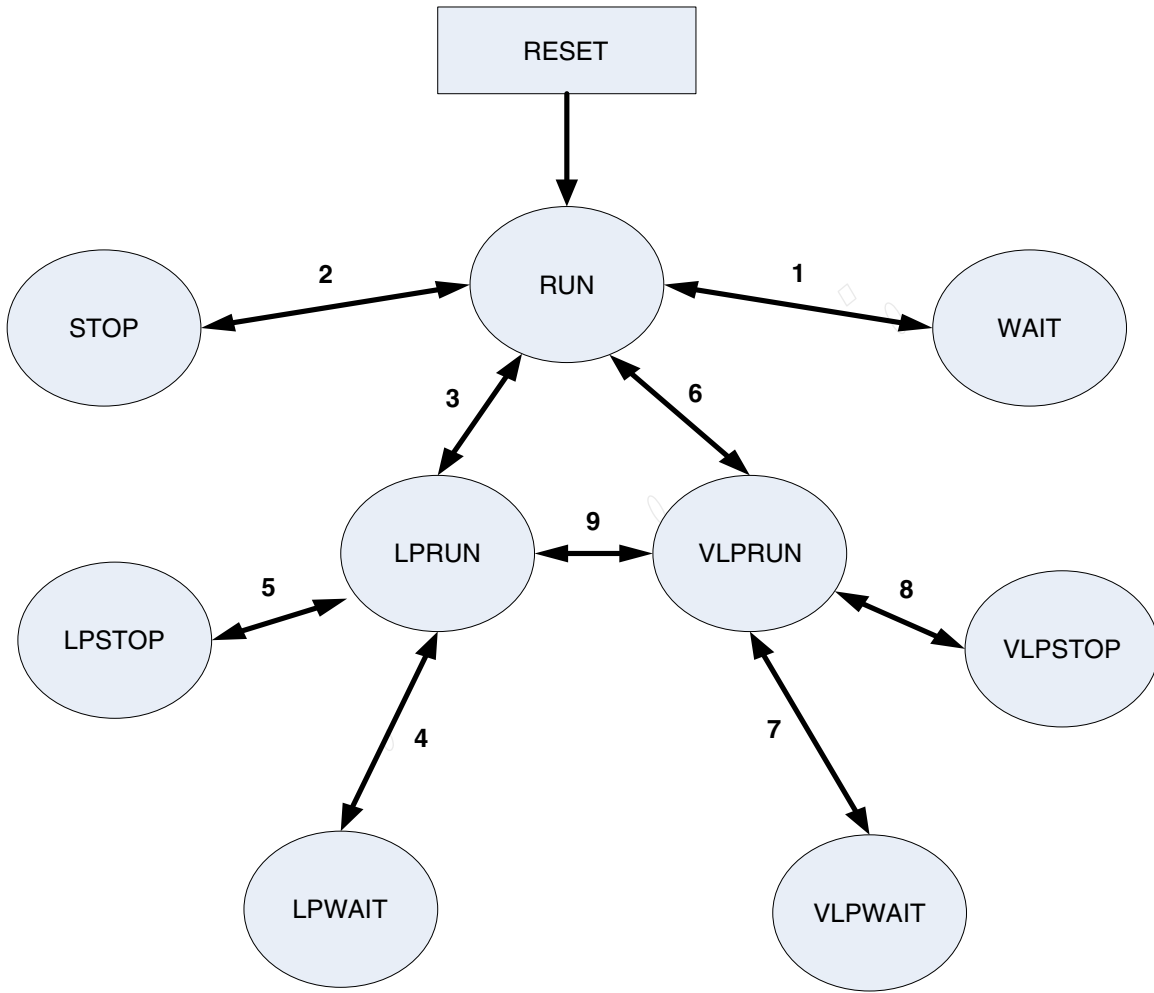 RESET
RUN
2
1
STOP
WAIT
3
6
LPRUN
9
VLPRUN
5
8
LPSTOP
VLPSTOP
4
7
LPWAIT
VLPWAIT